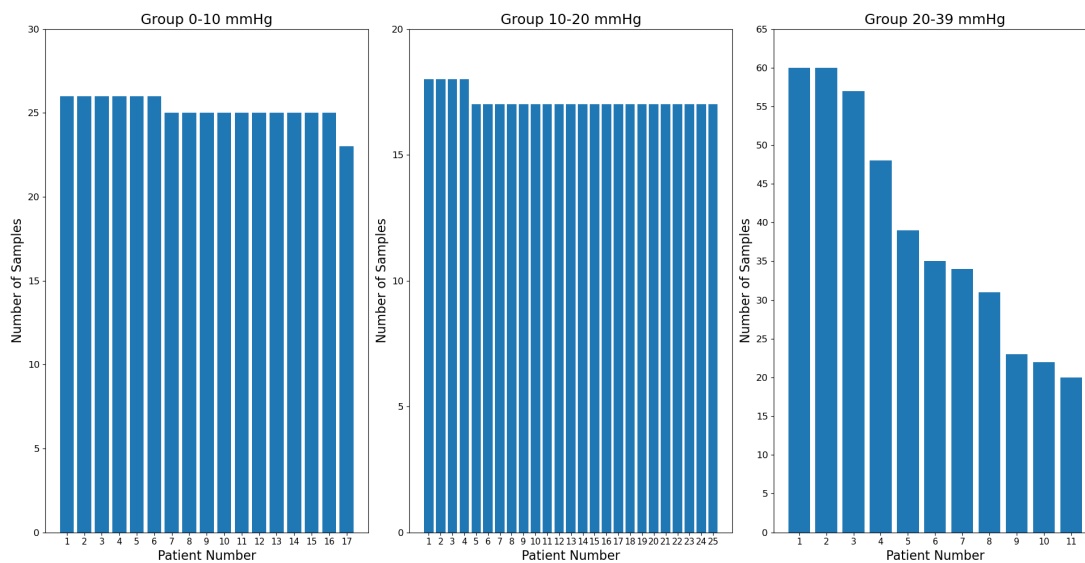 Group 0-10 mmHg
30
25
20
15
10
5
0
Number of Samples
1 2 3 4 5 6 7 8 9 10 11 12 13 14 15 16 17
Patient Number
Group 10-20 mmHg
20
15
10
5
0
Number of Samples
1 2 3 4 5 6 7 8 9 10 11 12 13 14 15 16 17 18 19 20 21 22 23 24 25
Patient Number
Group 20-39 mmHg
65
60
55
50
45
40
35
30
25
20
15
10
5
0
Number of Samples
1 2 3 4 5 6 7 8 9 10 11
Patient Number